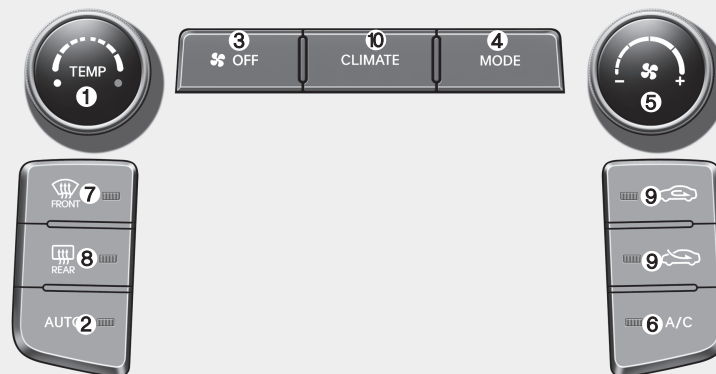 TEMP
1
3
OFF
10
CLIMATE
4
MODE
5
- +
FRONT
7
REAR
8
AUTO
2
9
9
6
A/C